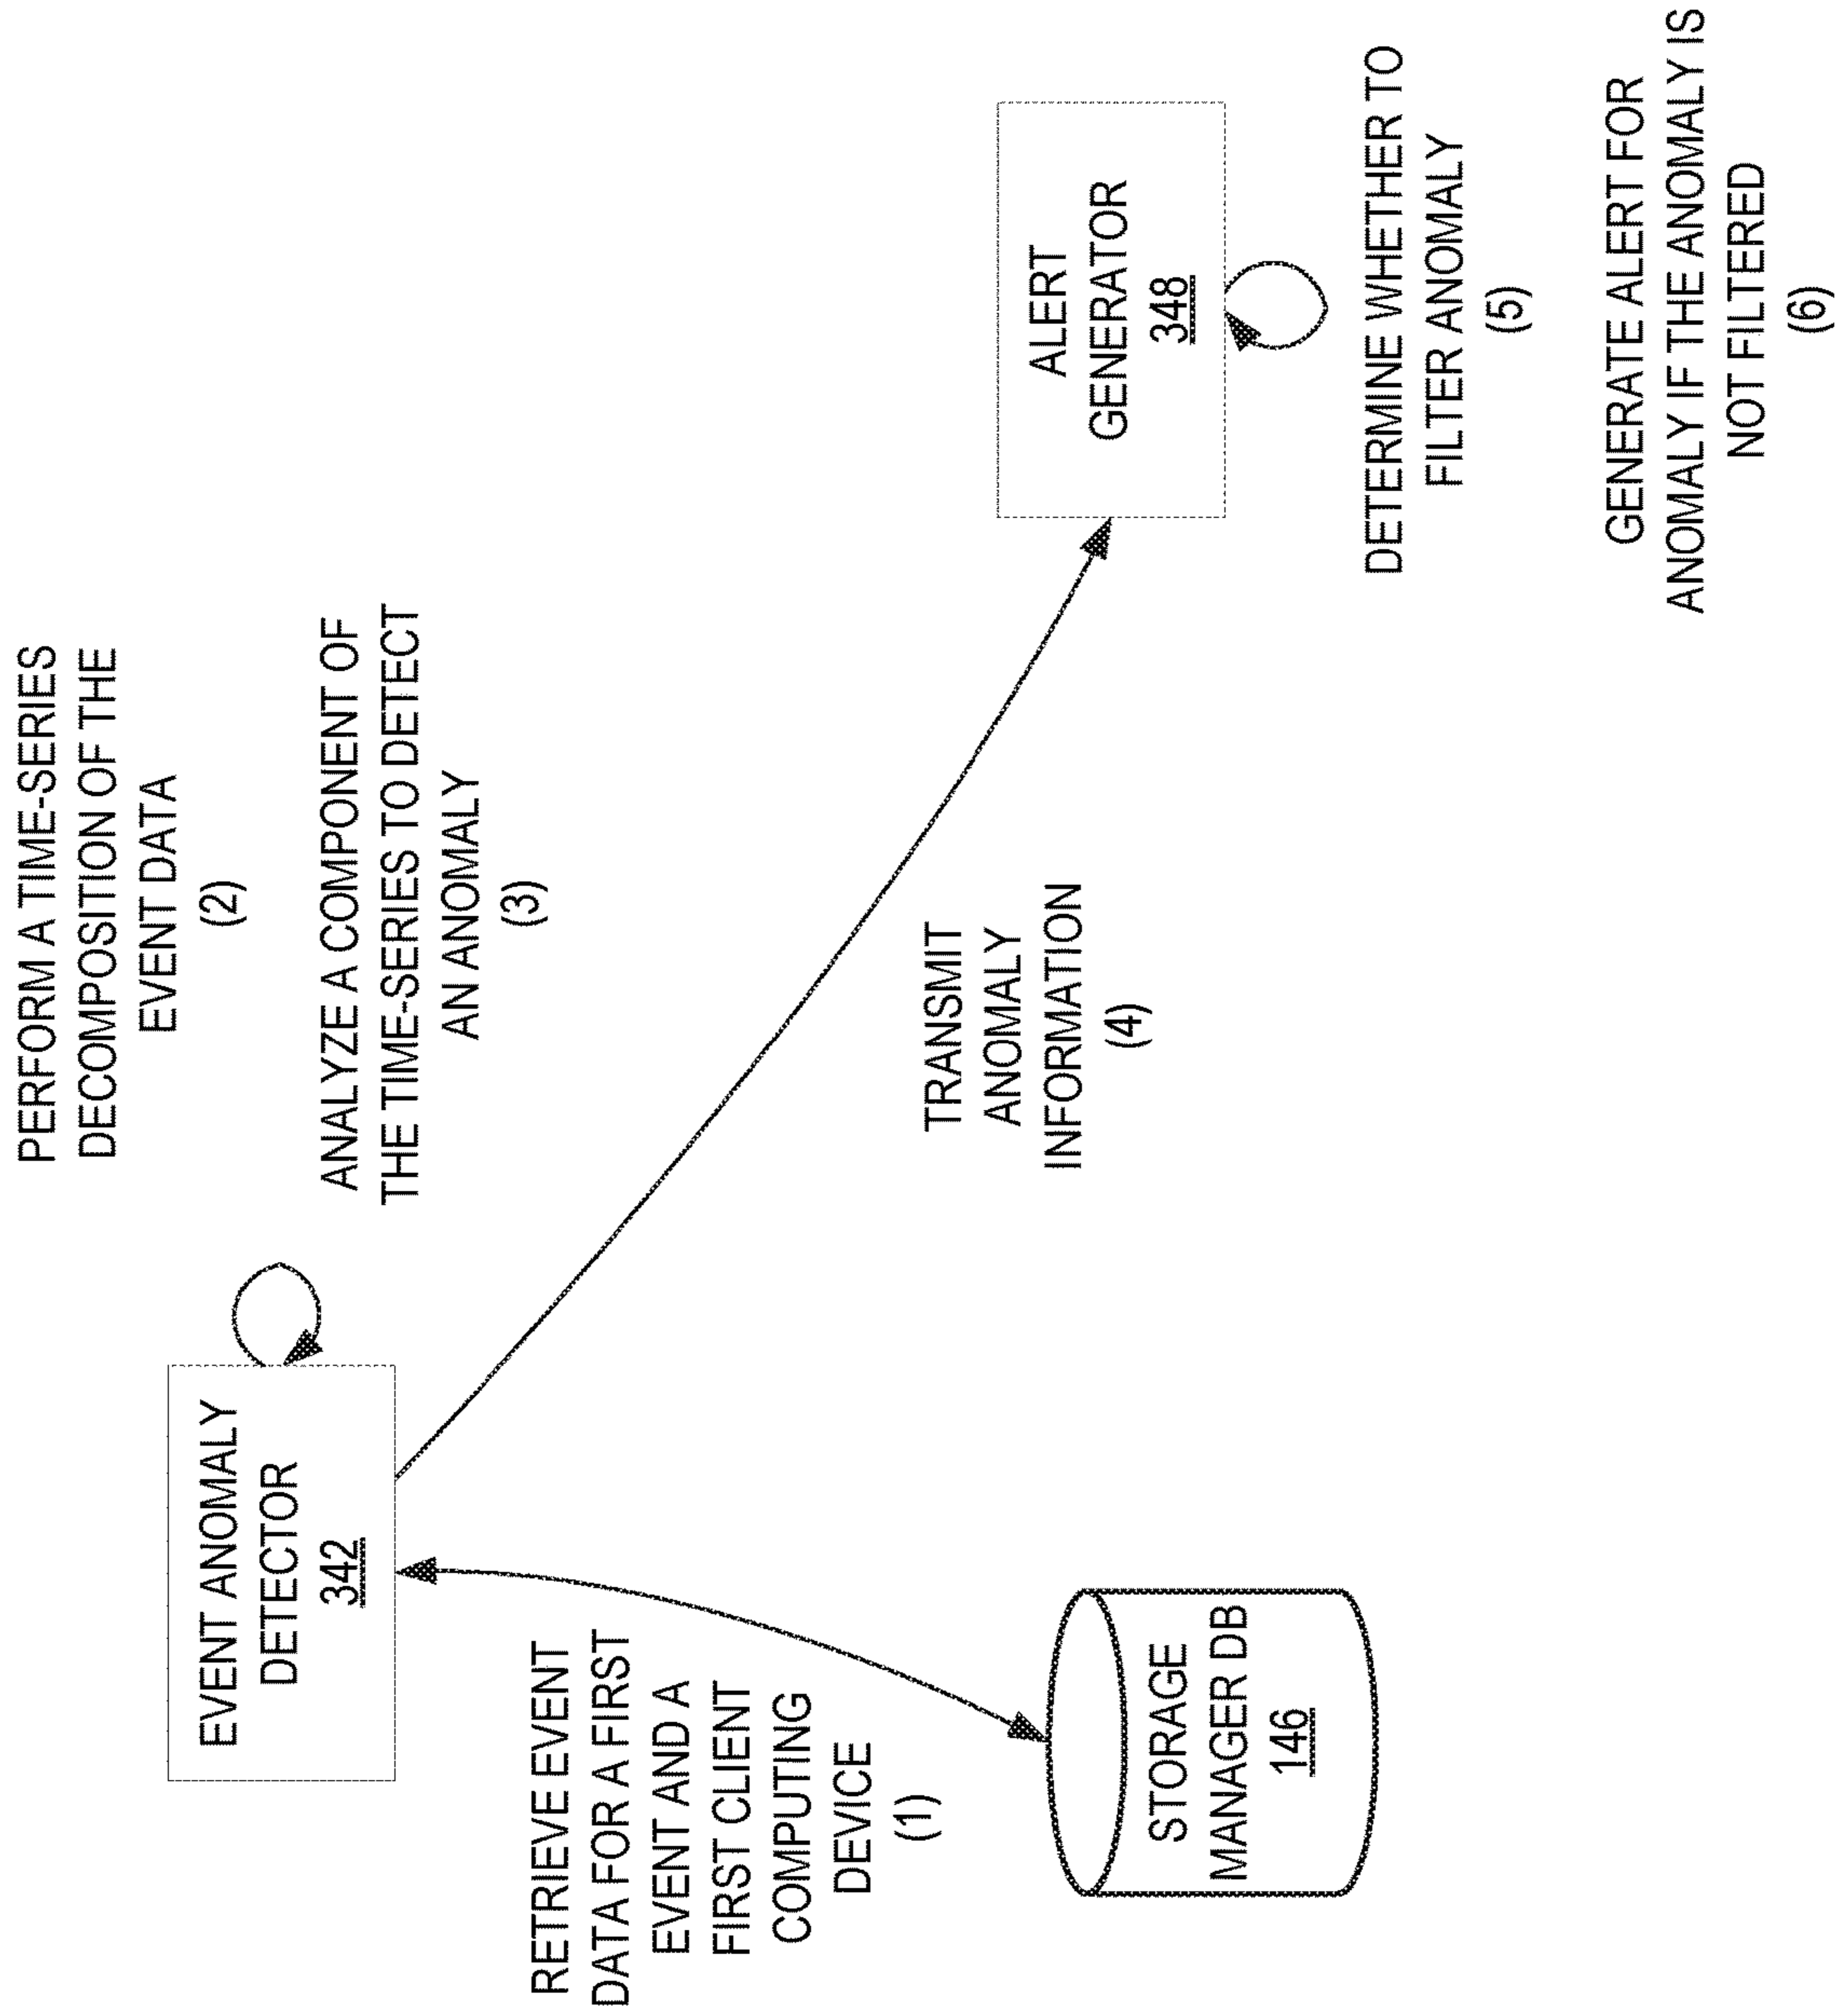 PERFORM A TIME-SERIES
DECOMPOSITION OF THE
EVENT DATA
(2)
ANALYZE A COMPONENT OF
THE TIME-SERIES TO DETECT
AN ANOMALY
(3)
EVENT ANOMALY
DETECTOR
342
RETRIEVE EVENT
DATA FOR A FIRST
EVENT AND A
FIRST CLIENT
COMPUTING
DEVICE
(1)
TRANSMIT
ANOMALY
INFORMATION
(4)
STORAGE
MANAGER DB
146
ALERT
GENERATOR
348
DETERMINE WHETHER TO
FILTER ANOMALY
(5)
GENERATE ALERT FOR
ANOMALY IF THE ANOMALY IS
NOT FILTERED
(6)